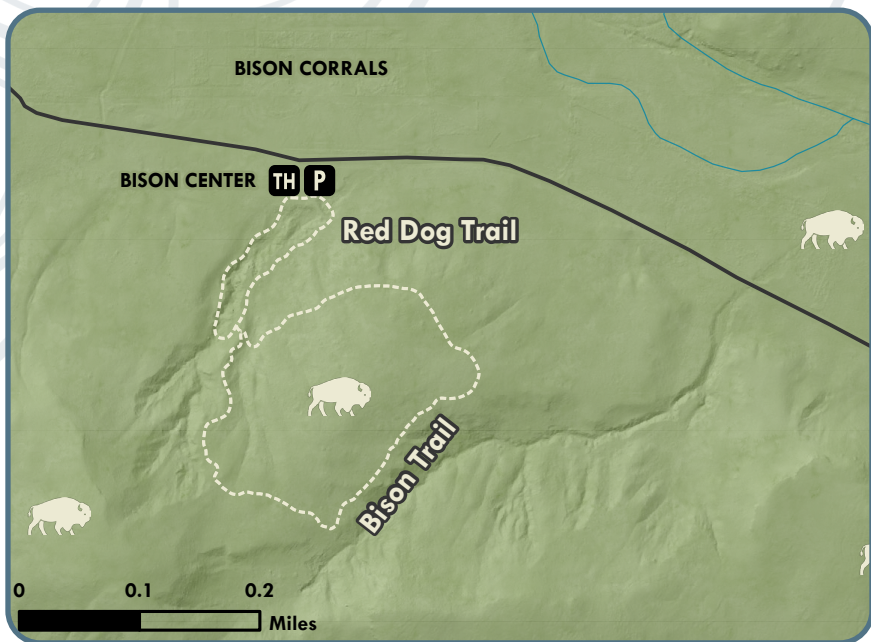 BISON CORRALS
BISON CENTER TH P
Red Dog Trail
Bison Trail
0 0.1 0.2
Miles